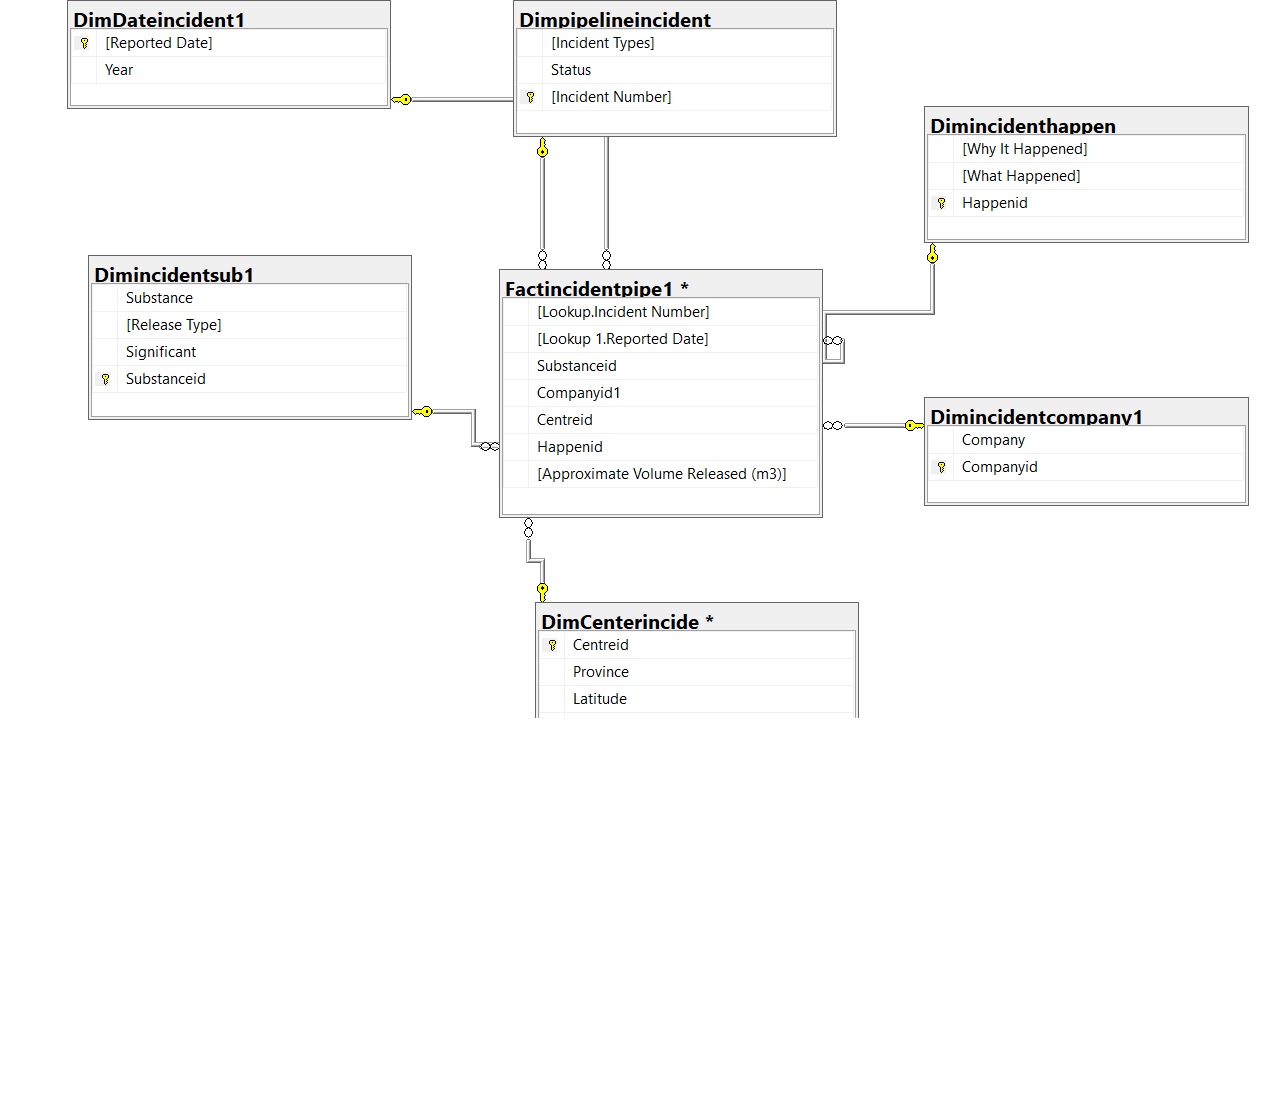 DimDateincident1
[Reported Date]
Year
Dimpipelineincident
[Incident Types]
Status
[Incident Number]
Dimincidenthappen
[Why It Happened]
[What Happened]
Happenid
Dimincidentsub1
Substance
[Release Type]
Significant
Substanceid
Factincidentpipe1 *
[Lookup.Incident Number]
[Lookup 1.Reported Date]
Substanceid
Companyid1
Centreid
Happenid
[Approximate Volume Released (m3)]
Dimincidentcompany1
Company
Companyid
DimCenterincide *
Centreid
Province
Latitude